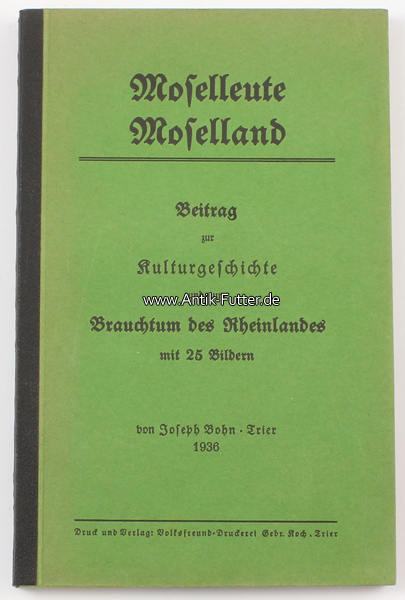 Moselleute
Moselland
Beitrag
zur
Kulturgeschichte
www.Antik-Futter.de
Brauchtum des Rheinlandes
mit 25 Bildern
von Joseph Bohn · Trier
1936
Druck und Verlag: Volksfreund-Druckerei Gebr. Koch, Trier